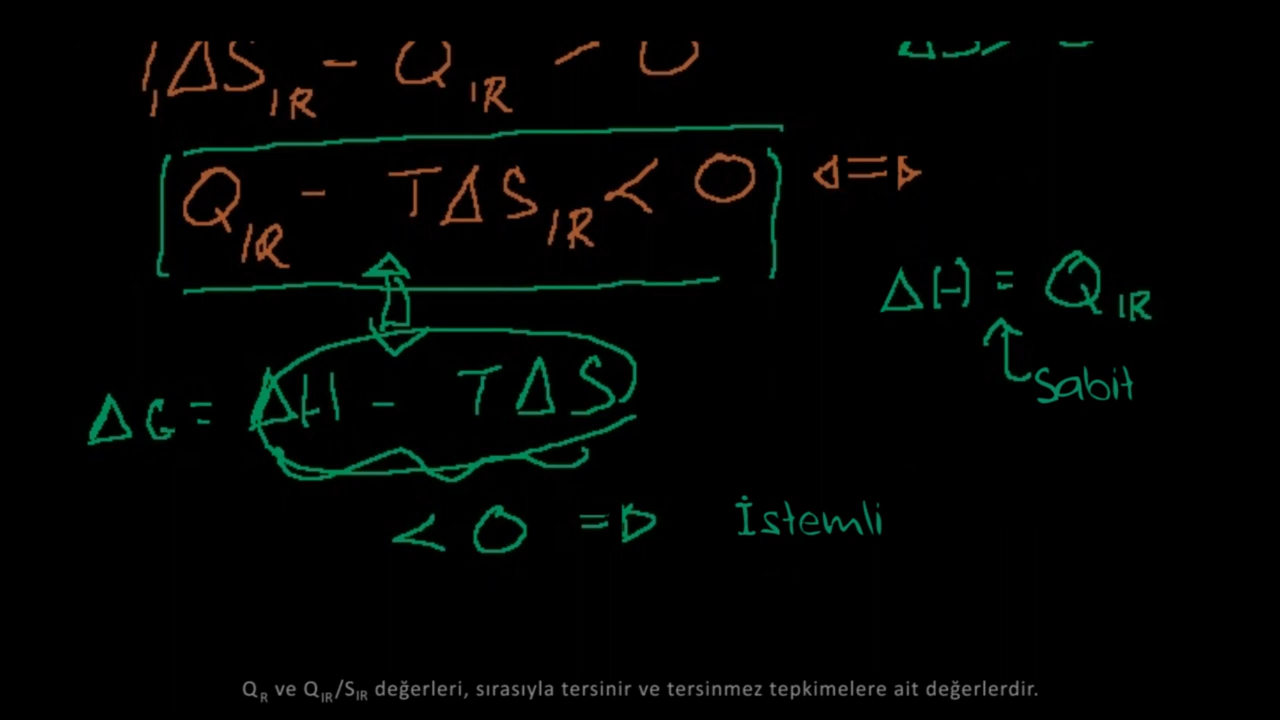 TΔS_IR - Q_IR > 0
Q_IR - TΔS_IR < 0 ⇔
ΔH = Q_IR
Sabit
ΔG = ΔH - TΔS
< 0 ⇒ İstemli
Q_R ve Q_IR/S_IR değerleri, sırasıyla tersinir ve tersinmez tepkimelere ait değerlerdir.